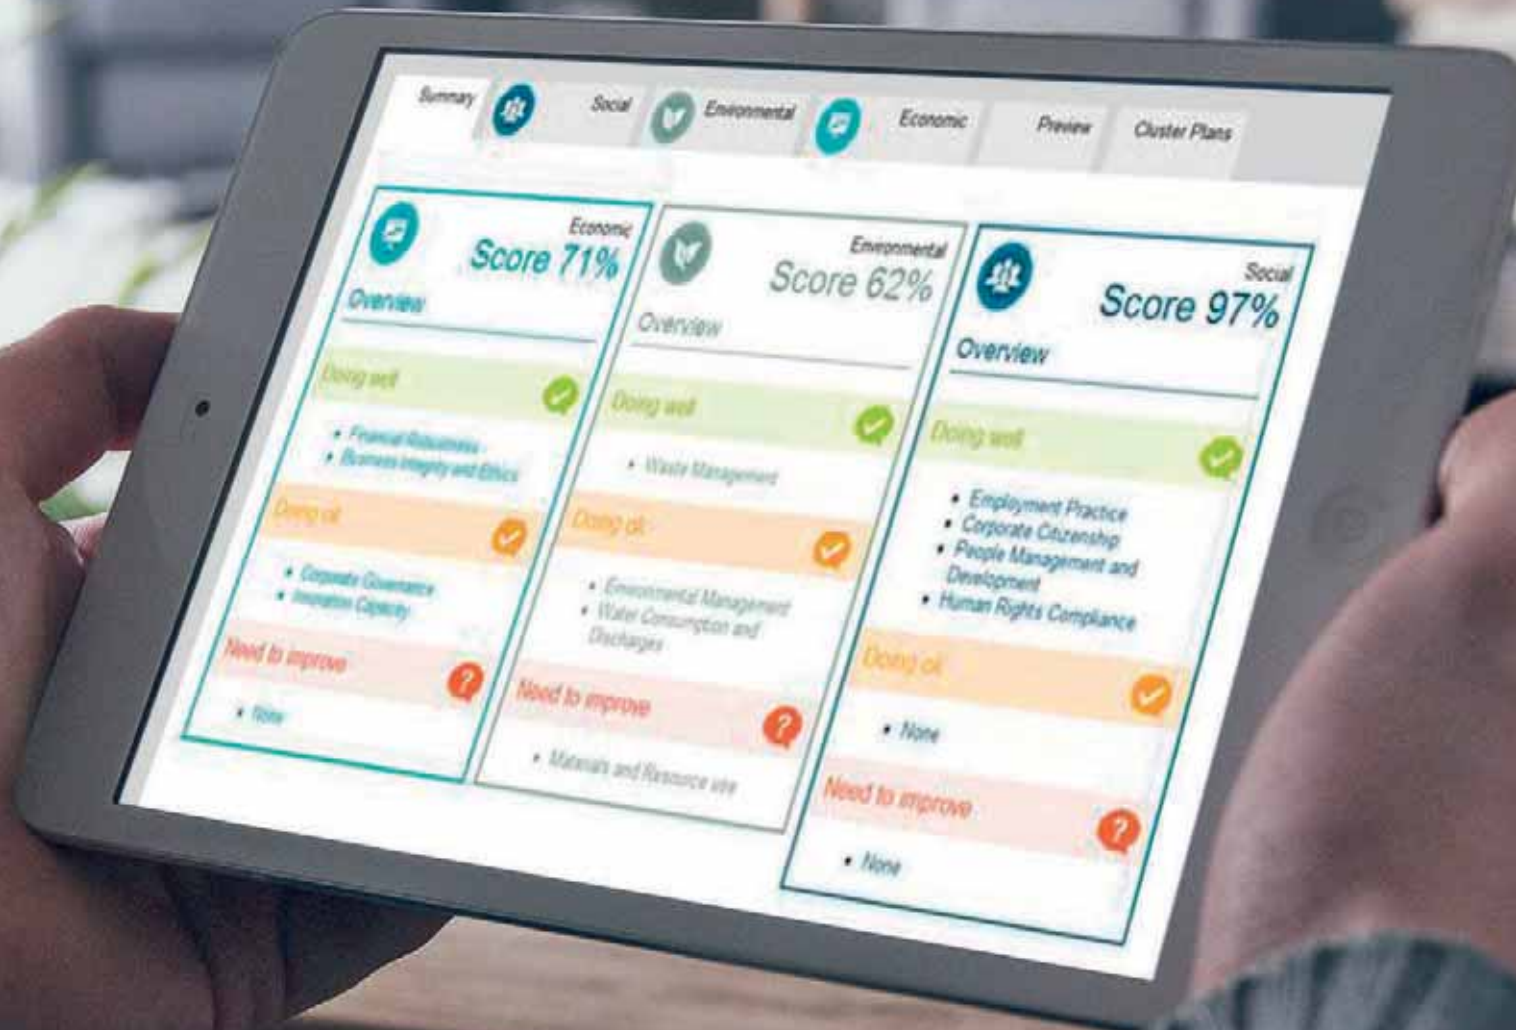 Summary
Social
Environmental
Economic
Preview
Cluster Plans
Economic
Score 71%
Overview
Doing well
• Financial Robustness
• Business Integrity and Ethics
Doing ok
• Corporate Governance
• Innovation Capacity
Need to improve
• None
Environmental
Score 62%
Overview
Doing well
• Waste Management
Doing ok
• Environmental Management
• Water Consumption and
Discharges
Need to improve
• Materials and Resource use
Social
Score 97%
Overview
Doing well
• Employment Practice
• Corporate Citizenship
• People Management and
Development
• Human Rights Compliance
Doing ok
• None
Need to improve
• None